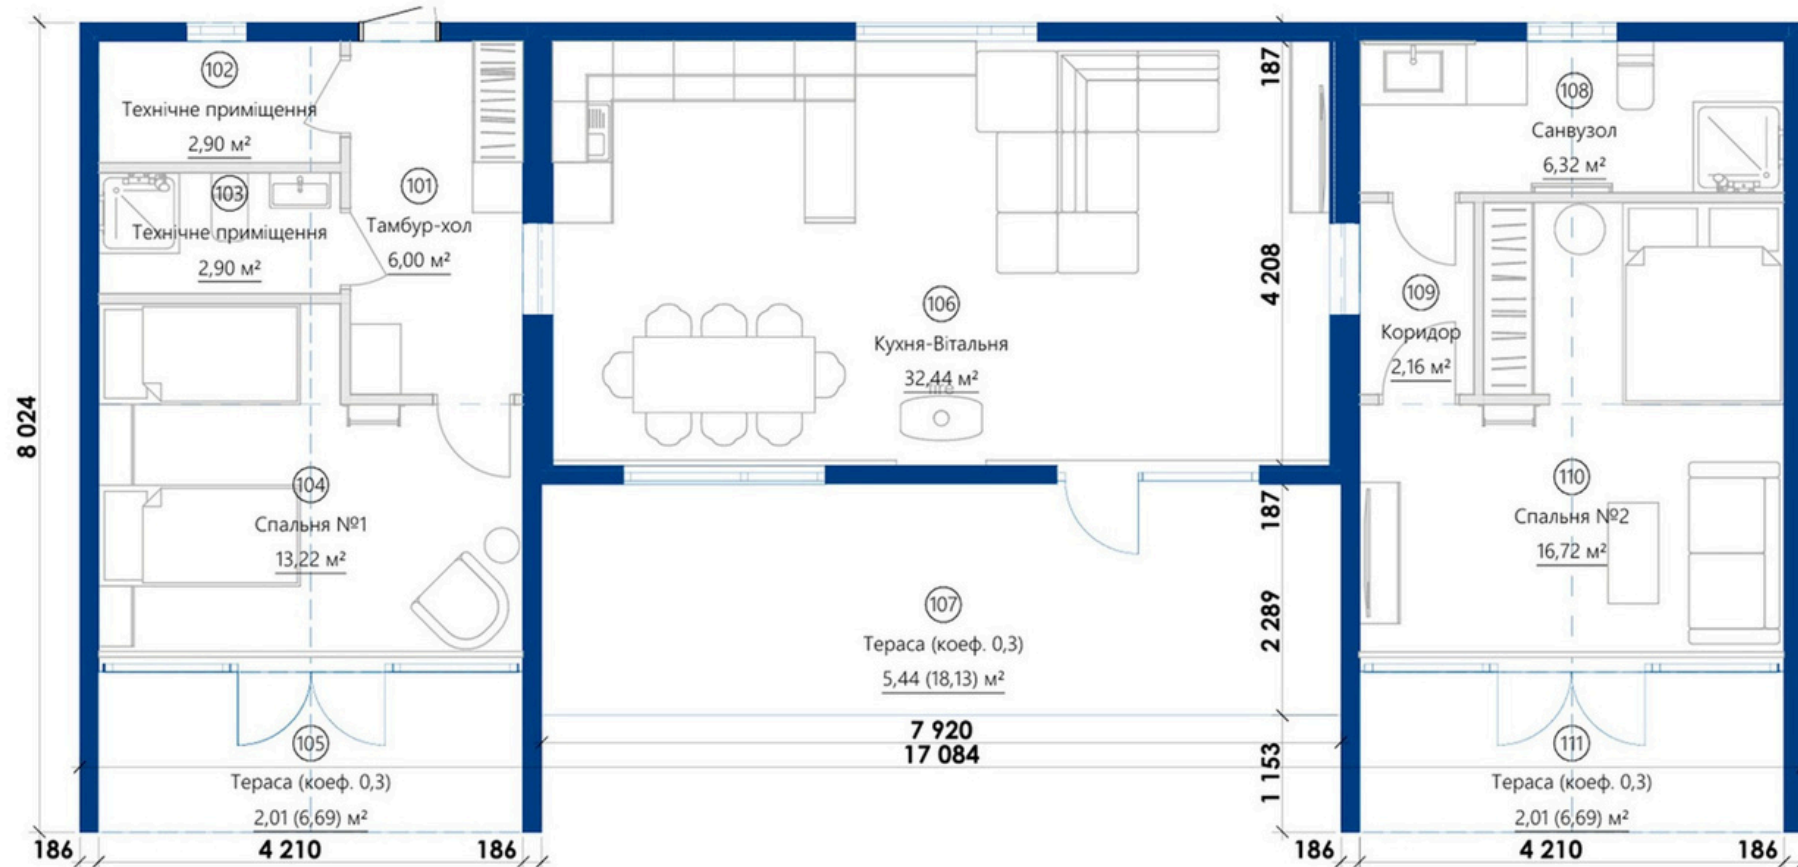 102
Технічне приміщення
2,90 м²
103
Технічне приміщення
2,90 м²
101
Тамбур-хол
6,00 м²
104
Спальня №1
13,22 м²
105
Тераса (коеф. 0,3)
2,01 (6,69) м²
106
Кухня-Вітальня
32,44 м²
fire
107
Тераса (коеф. 0,3)
5,44 (18,13) м²
108
Санвузол
6,32 м²
109
Коридор
2,16 м²
110
Спальня №2
16,72 м²
111
Тераса (коеф. 0,3)
2,01 (6,69) м²
8 024
187
4 208
187
2 289
1 153
7 920
17 084
186
4 210
186
186
4 210
186